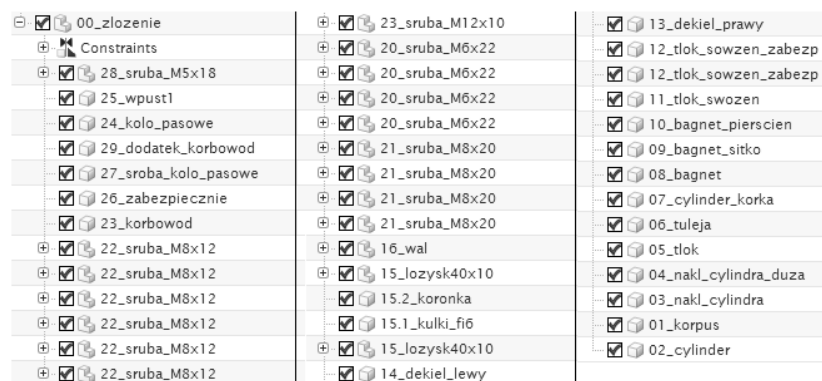 00_zlozenie
Constraints
28_sruba_M5x18
25_wpust1
24_kolo_pasowe
29_dodatek_korbowod
27_sroba_kolo_pasowe
26_zabezpiecznie
23_korbowod
22_sruba_M8x12
22_sruba_M8x12
22_sruba_M8x12
22_sruba_M8x12
22_sruba_M8x12
22_sruba_M8x12
23_sruba_M12x10
20_sruba_M6x22
20_sruba_M6x22
20_sruba_M6x22
20_sruba_M6x22
21_sruba_M8x20
21_sruba_M8x20
21_sruba_M8x20
21_sruba_M8x20
16_wal
15_lozysk40x10
15.2_koronka
15.1_kulki_fi6
15_lozysk40x10
14_dekiel_lewy
13_dekiel_prawy
12_tlok_sowzen_zabezp
12_tlok_sowzen_zabezp
11_tlok_swozen
10_bagnet_pierscien
09_bagnet_sitko
08_bagnet
07_cylinder_korka
06_tuleja
05_tlok
04_nakl_cylindra_duza
03_nakl_cylindra
01_korpus
02_cylinder